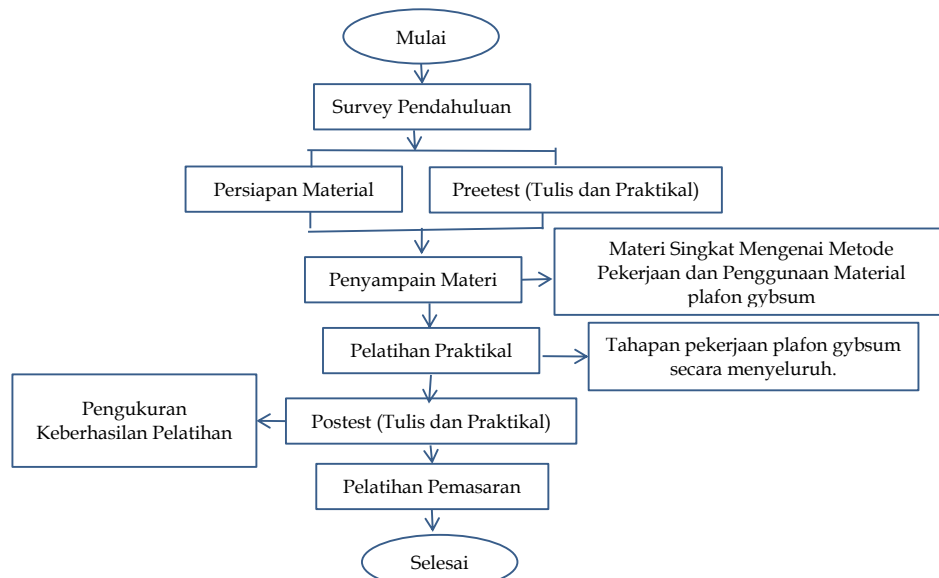 Mulai
Survey Pendahuluan
Persiapan Material
Preetest (Tulis dan Praktikal)
Penyampain Materi
Materi Singkat Mengenai Metode
Pekerjaan dan Penggunaan Material
plafon gybsum
Pelatihan Praktikal
Tahapan pekerjaan plafon gybsum
secara menyeluruh.
Pengukuran
Keberhasilan Pelatihan
Postest (Tulis dan Praktikal)
Pelatihan Pemasaran
Selesai